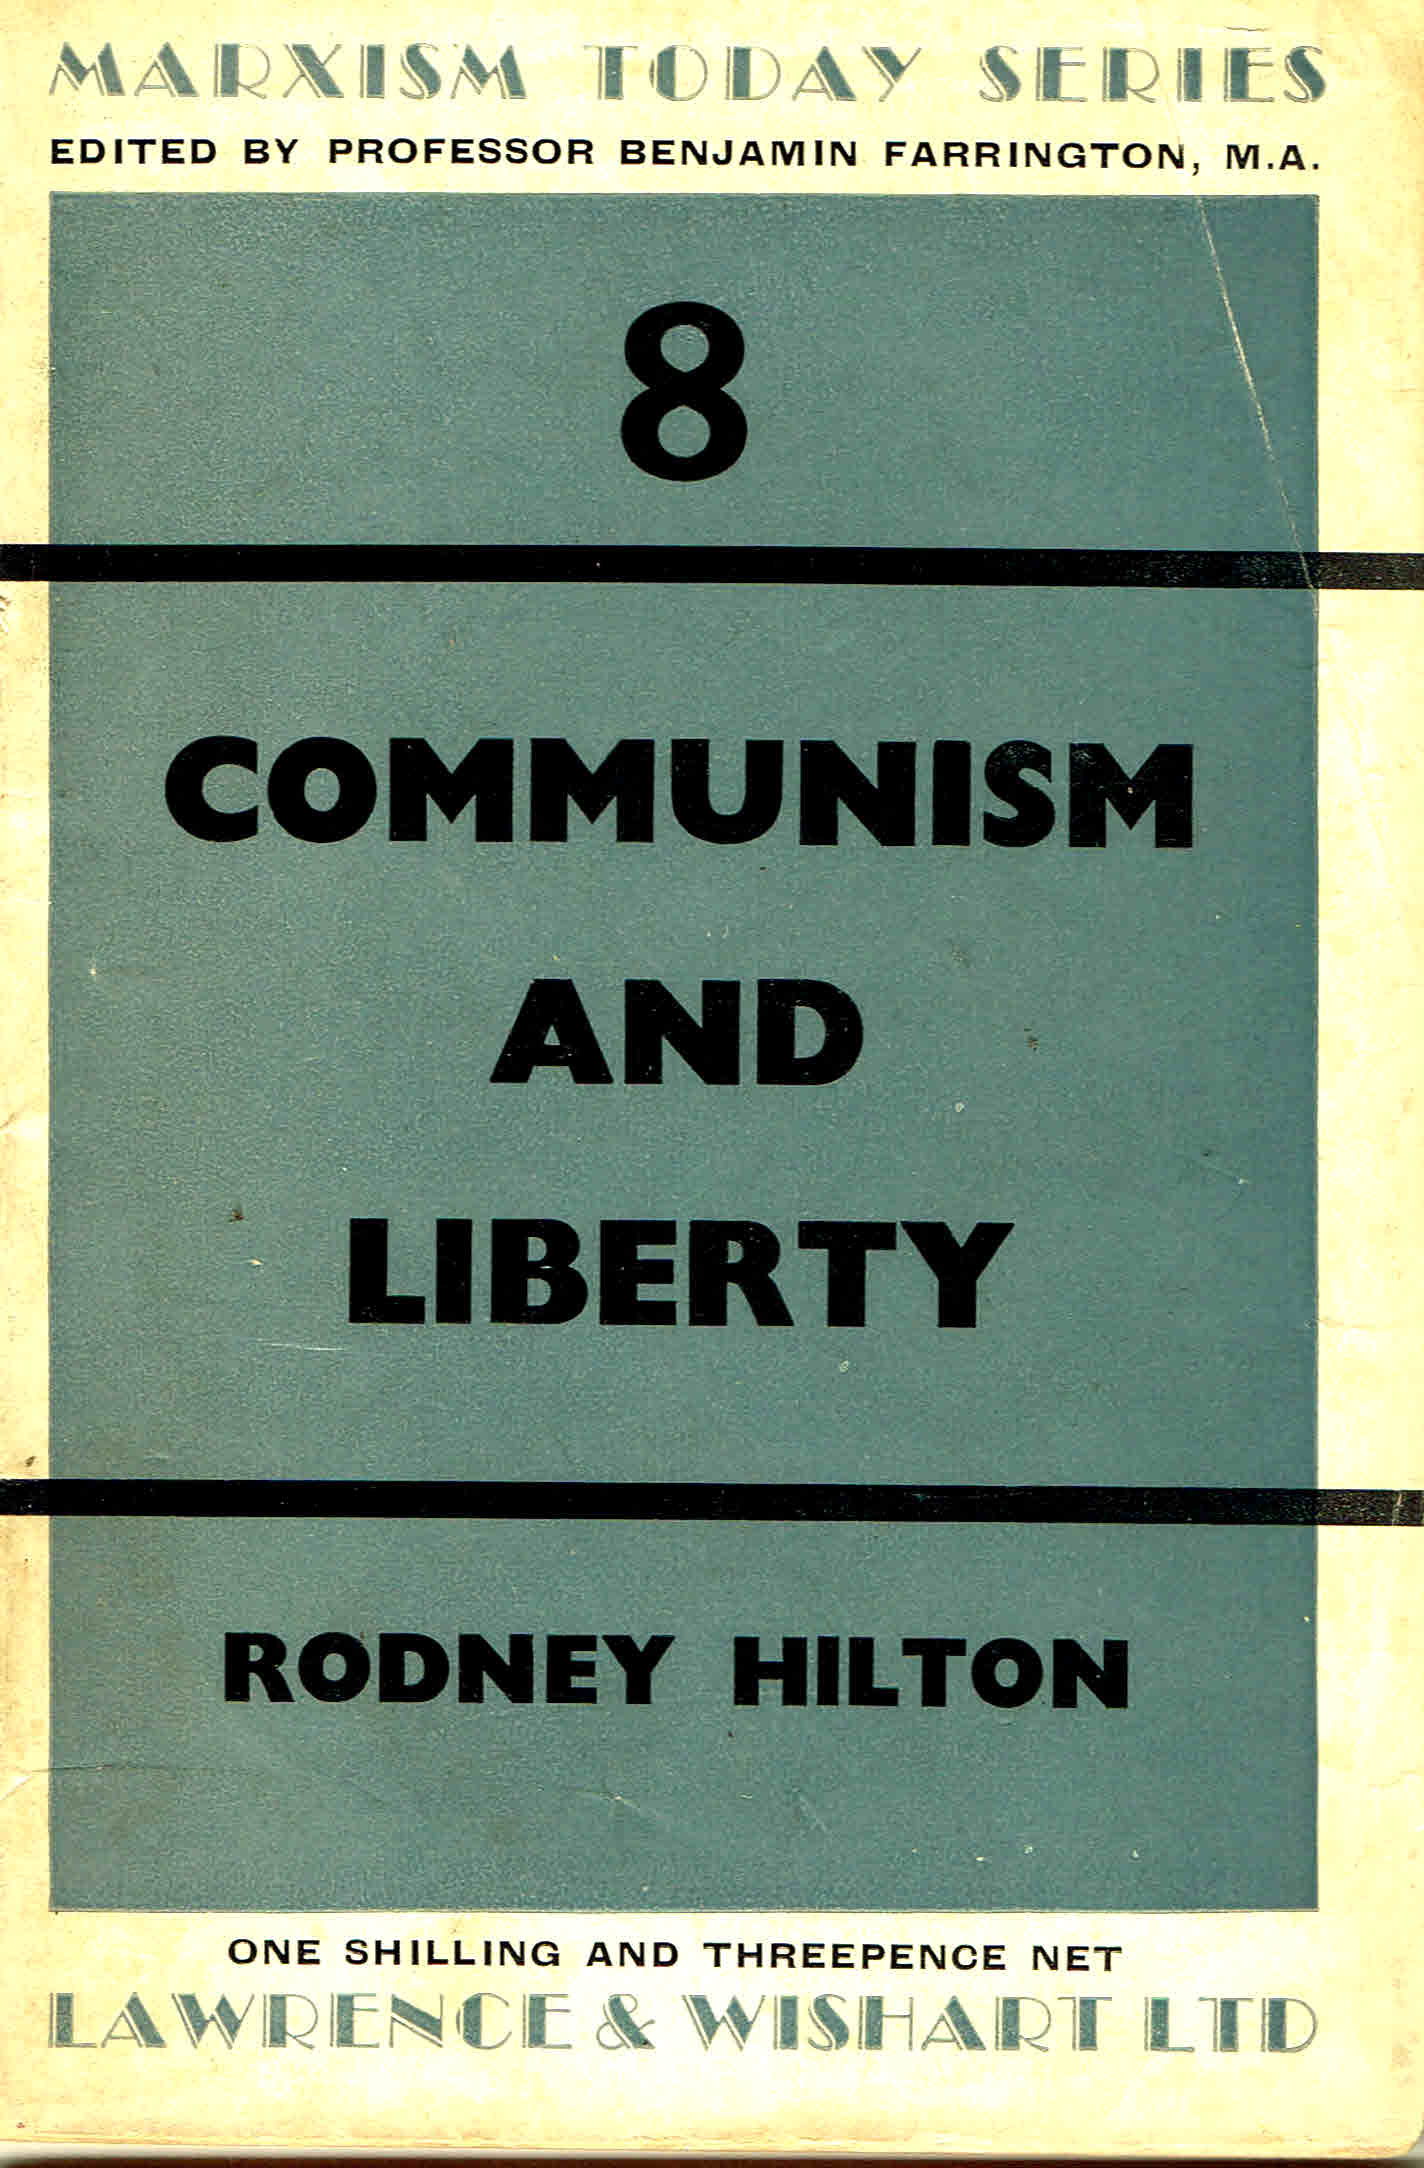 MARXISM TODAY SERIES
EDITED BY PROFESSOR BENJAMIN FARRINGTON, M.A.
8
COMMUNISM
AND
LIBERTY
RODNEY HILTON
ONE SHILLING AND THREEPENCE NET
LAWRENCE & WISHART LTD